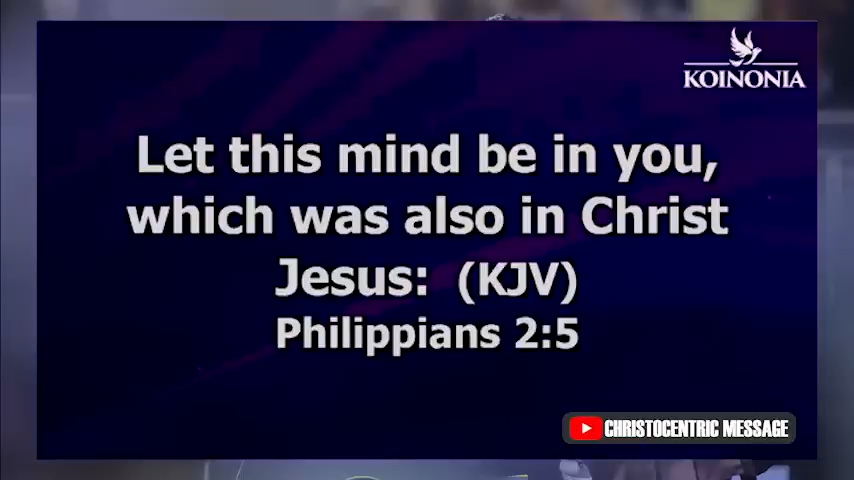 KOINONIA
Let this mind be in you,
which was also in Christ
Jesus: (KJV)
Philippians 2:5
CHRISTOCENTRIC MESSAGE